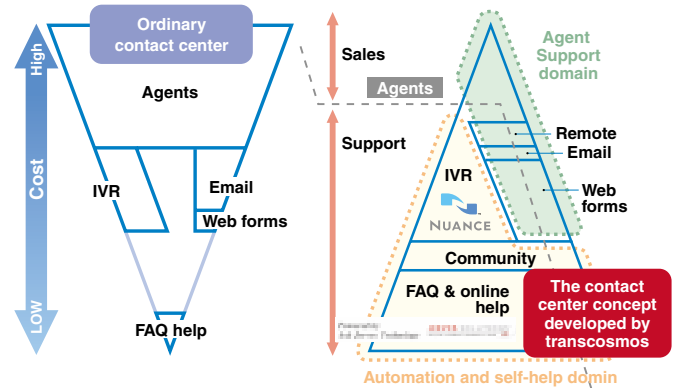 Ordinary
contact center
High
Cost
LOW
Agents
IVR
Email
Web forms
FAQ help
Sales
Agents
Support
Agent
Support
domain
Remote
Email
Web
forms
IVR
NUANCE
Community
FAQ & online
help
The contact
center concept
developed by
transcosmos
Automation and self-help domin